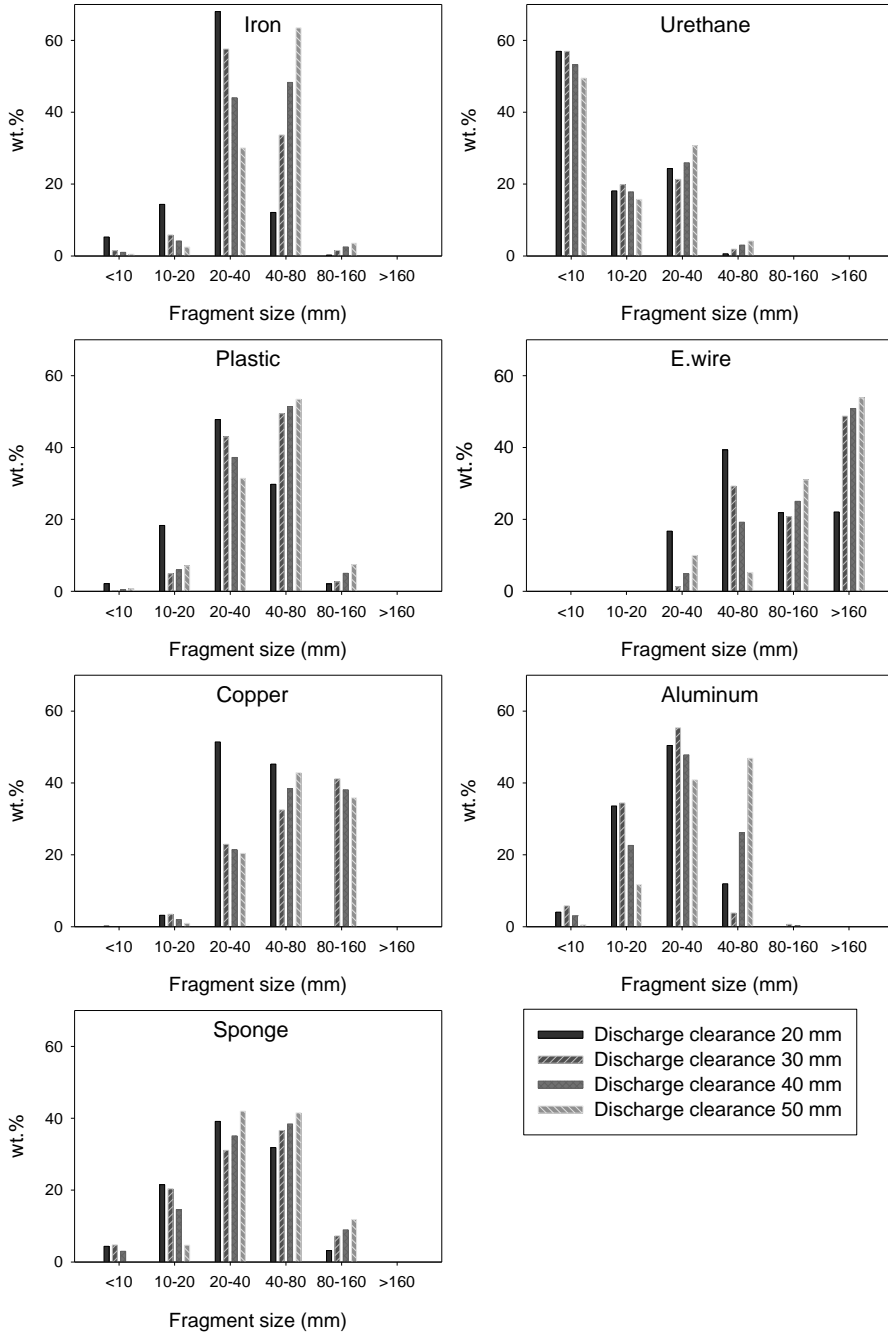 Iron
wt.%
60
40
20
0
<10 10-20 20-40 40-80 80-160 >160
Fragment size (mm)
Urethane
wt.%
60
40
20
0
<10 10-20 20-40 40-80 80-160 >160
Fragment size (mm)
Plastic
wt.%
60
40
20
0
<10 10-20 20-40 40-80 80-160 >160
Fragment size (mm)
E.wire
wt.%
60
40
20
0
<10 10-20 20-40 40-80 80-160 >160
Fragment size (mm)
Copper
wt.%
60
40
20
0
<10 10-20 20-40 40-80 80-160 >160
Fragment size (mm)
Aluminum
wt.%
60
40
20
0
<10 10-20 20-40 40-80 80-160 >160
Fragment size (mm)
Sponge
wt.%
60
40
20
0
<10 10-20 20-40 40-80 80-160 >160
Fragment size (mm)
Discharge clearance 20 mm
Discharge clearance 30 mm
Discharge clearance 40 mm
Discharge clearance 50 mm